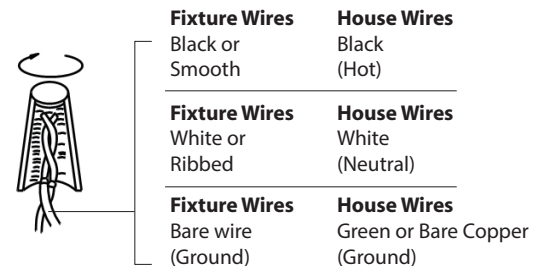 Fixture Wires House Wires
Black or Black
Smooth (Hot)
Fixture Wires House Wires
White or White
Ribbed (Neutral)
Fixture Wires House Wires
Bare wire Green or Bare Copper
(Ground) (Ground)